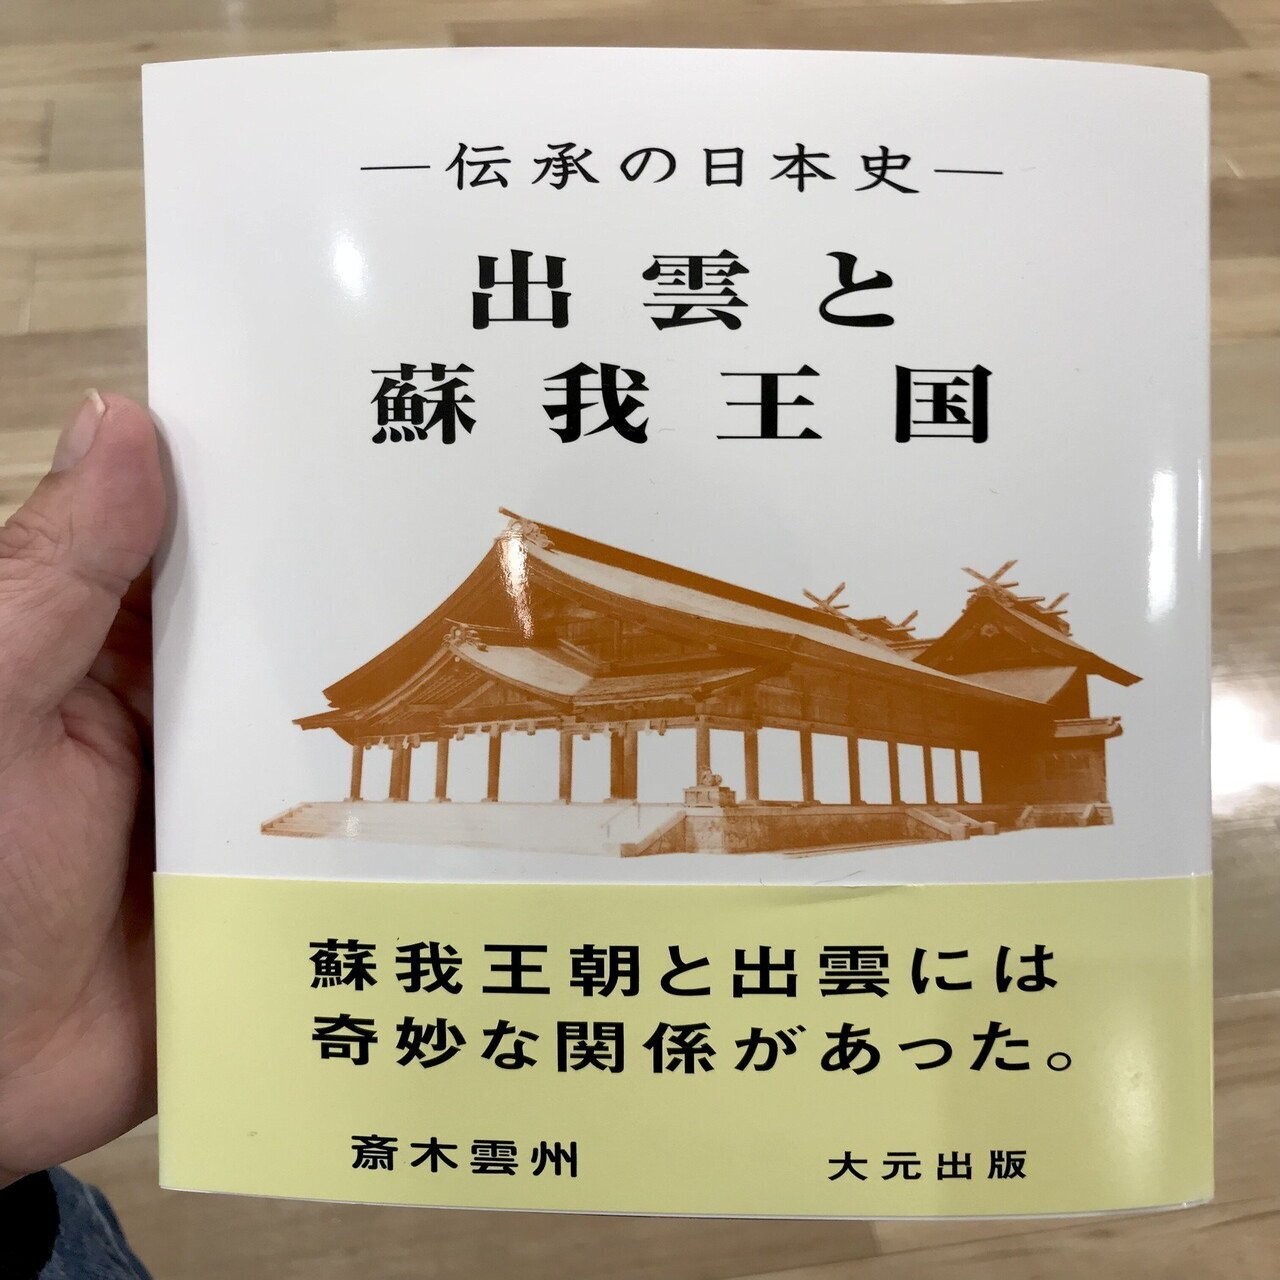 ―伝承の日本史―
出雲と
蘇我王国
蘇我王朝と出雲には
奇妙な関係があった。
斎木雲州
大元出版